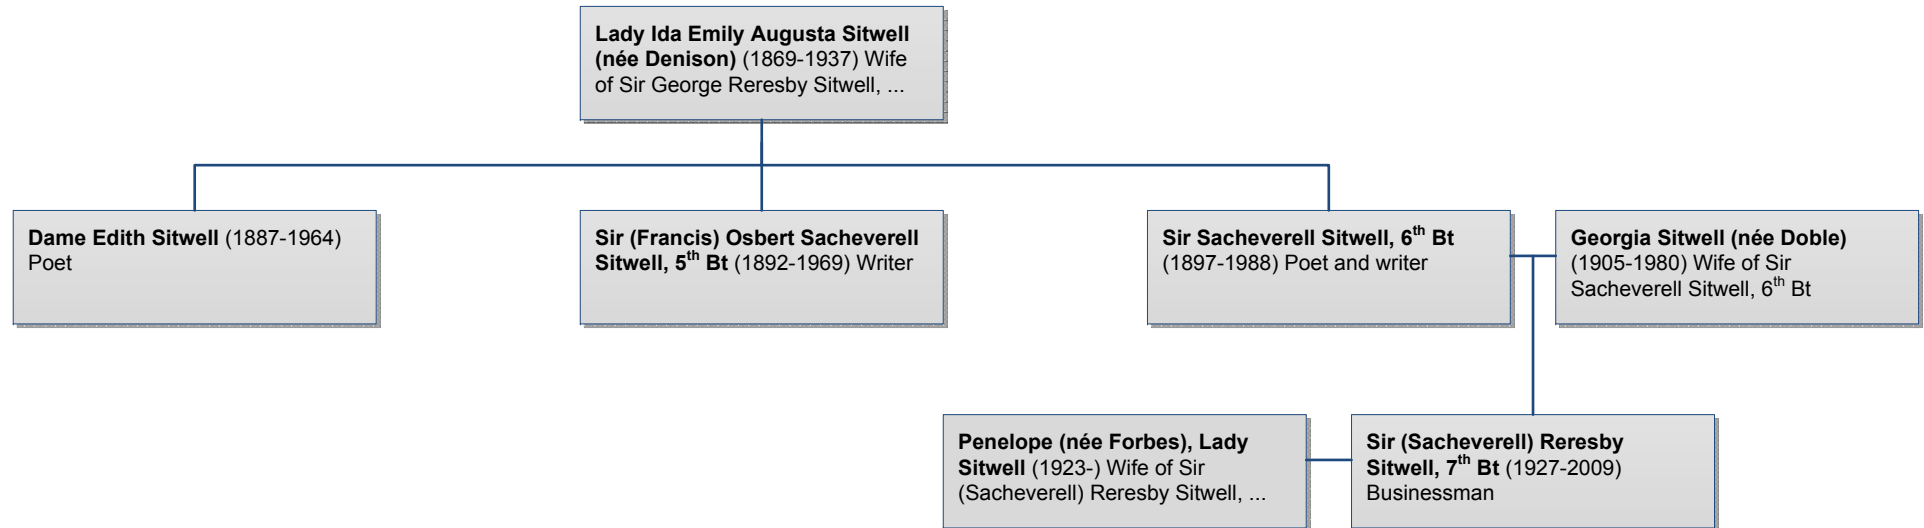 Lady Ida Emily Augusta Sitwell
(née Denison) (1869-1937) Wife
of Sir George Reresby Sitwell, ...
Dame Edith Sitwell (1887-1964)
Poet
Sir (Francis) Osbert Sacheverell
Sitwell, 5th Bt (1892-1969) Writer
Sir Sacheverell Sitwell, 6th Bt
(1897-1988) Poet and writer
Georgia Sitwell (née Doble)
(1905-1980) Wife of Sir
Sacheverell Sitwell, 6th Bt
Penelope (née Forbes), Lady
Sitwell (1923-) Wife of Sir
(Sacheverell) Reresby Sitwell, ...
Sir (Sacheverell) Reresby
Sitwell, 7th Bt (1927-2009)
Businessman